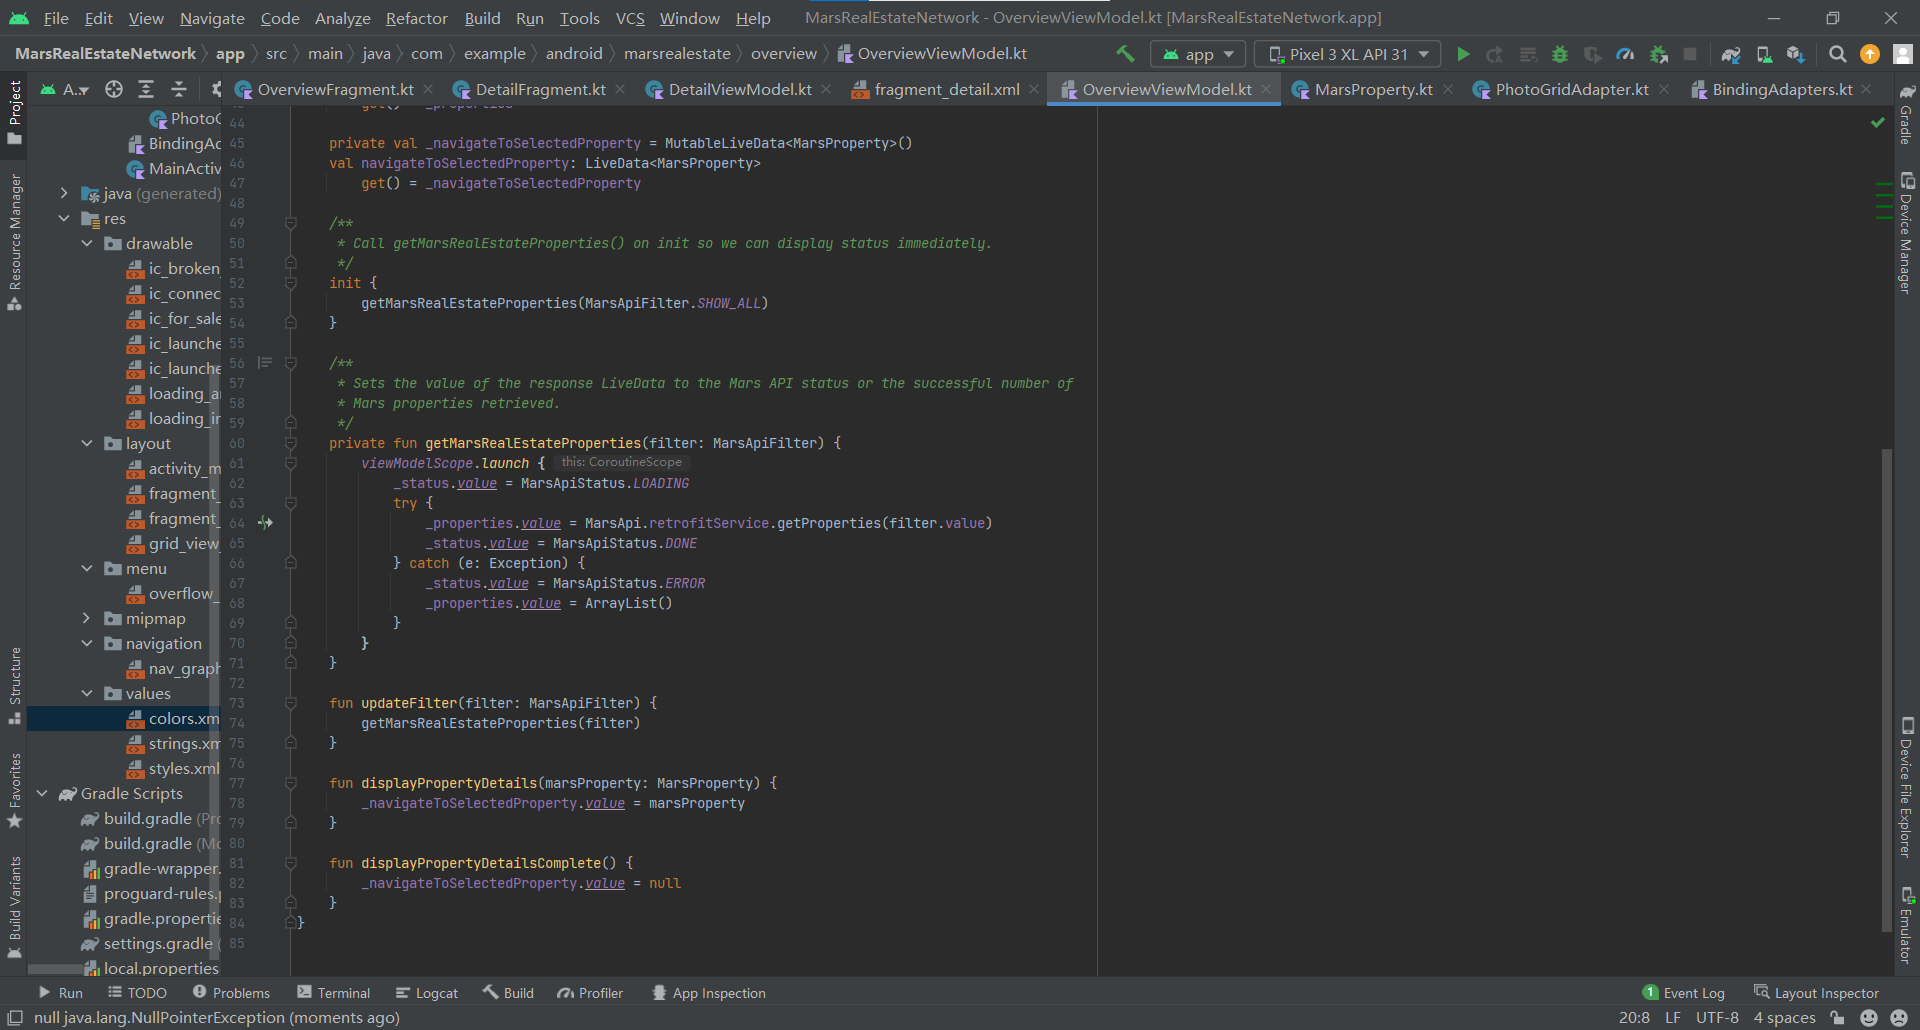 File Edit View Navigate Code Analyze Refactor Build Run Tools VCS Window Help MarsRealEstateNetwork - OverviewViewModel.kt [MarsRealEstateNetwork.app]
MarsRealEstateNetwork app src main java com example android marsrealestate overview OverviewViewModel.kt app Pixel 3 XL API 31
A... OverviewFragment.kt DetailFragment.kt DetailViewModel.kt fragment_detail.xml OverviewViewModel.kt MarsProperty.kt PhotoGridAdapter.kt BindingAdapters.kt
Project
Resource Manager
Structure
Favorites
Build Variants
PhotoG
BindingAd
MainActiv
java (generated)
res
drawable
ic_broken_
ic_connec
ic_for_sale
ic_launche
ic_launche
loading_a
loading_in
layout
activity_m
fragment_
fragment_
grid_view_
menu
overflow_
mipmap
navigation
nav_graph
values
colors.xm
strings.xm
styles.xml
Gradle Scripts
build.gradle (Pro
build.gradle (Mo
gradle-wrapper.
proguard-rules.p
gradle.propertie
settings.gradle (
local.properties
43 get() = _properties
44
45 private val _navigateToSelectedProperty = MutableLiveData<MarsProperty>()
46 val navigateToSelectedProperty: LiveData<MarsProperty>
47 get() = _navigateToSelectedProperty
48
49 /**
50 * Call getMarsRealEstateProperties() on init so we can display status immediately.
51 */
52 init {
53 getMarsRealEstateProperties(MarsApiFilter.SHOW_ALL)
54 }
55
56 /**
57 * Sets the value of the response LiveData to the Mars API status or the successful number of
58 * Mars properties retrieved.
59 */
60 private fun getMarsRealEstateProperties(filter: MarsApiFilter) {
61 viewModelScope.launch { this: CoroutineScope
62 _status.value = MarsApiStatus.LOADING
63 try {
64 _properties.value = MarsApi.retrofitService.getProperties(filter.value)
65 _status.value = MarsApiStatus.DONE
66 } catch (e: Exception) {
67 _status.value = MarsApiStatus.ERROR
68 _properties.value = ArrayList()
69 }
70 }
71 }
72
73 fun updateFilter(filter: MarsApiFilter) {
74 getMarsRealEstateProperties(filter)
75 }
76
77 fun displayPropertyDetails(marsProperty: MarsProperty) {
78 _navigateToSelectedProperty.value = marsProperty
79 }
80
81 fun displayPropertyDetailsComplete() {
82 _navigateToSelectedProperty.value = null
83 }
84 }
85
Gradle
Device Manager
Device File Explorer
Emulator
Run TODO Problems Terminal Logcat Build Profiler App Inspection 1 Event Log Layout Inspector
null java.lang.NullPointerException (moments ago) 20:8 LF UTF-8 4 spaces